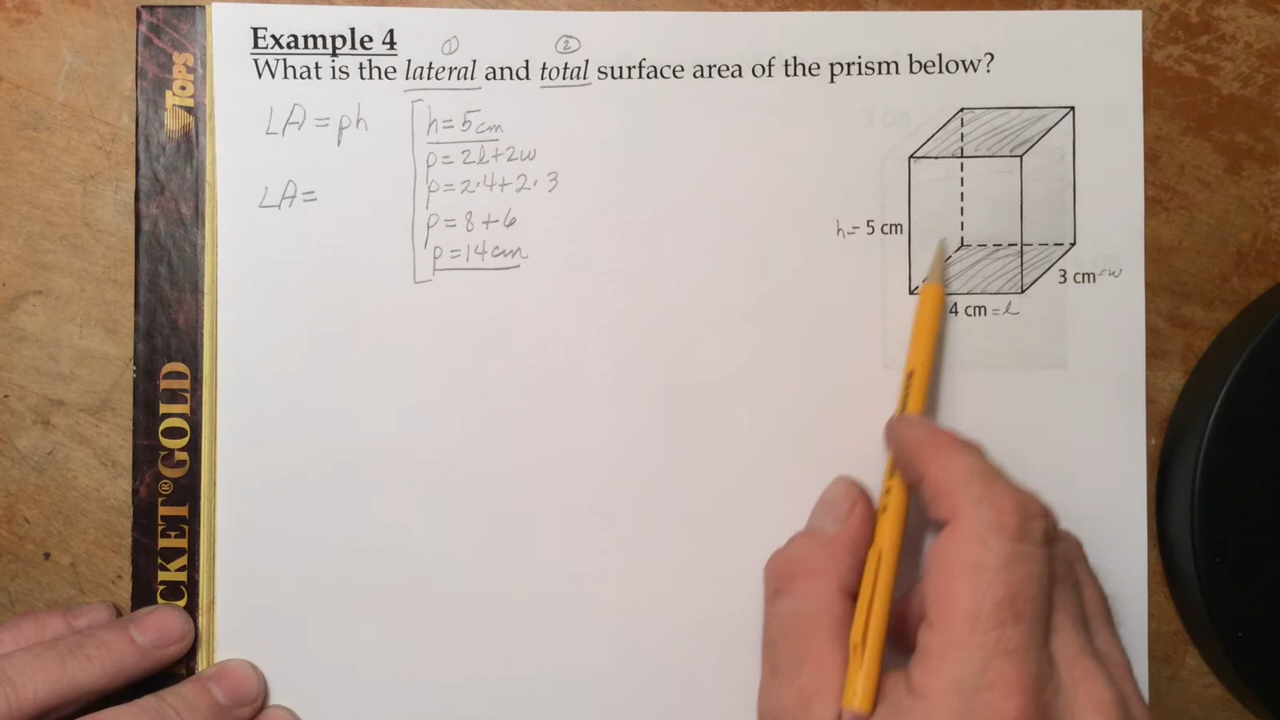 Example 4
① ②
What is the lateral and total surface area of the prism below?
LA = ph
h = 5 cm
p = 2l + 2w
p = 2·4 + 2·3
p = 8 + 6
p = 14 cm
LA =
h = 5 cm
3 cm = w
4 cm = l
TOPS
CKET® GOLD